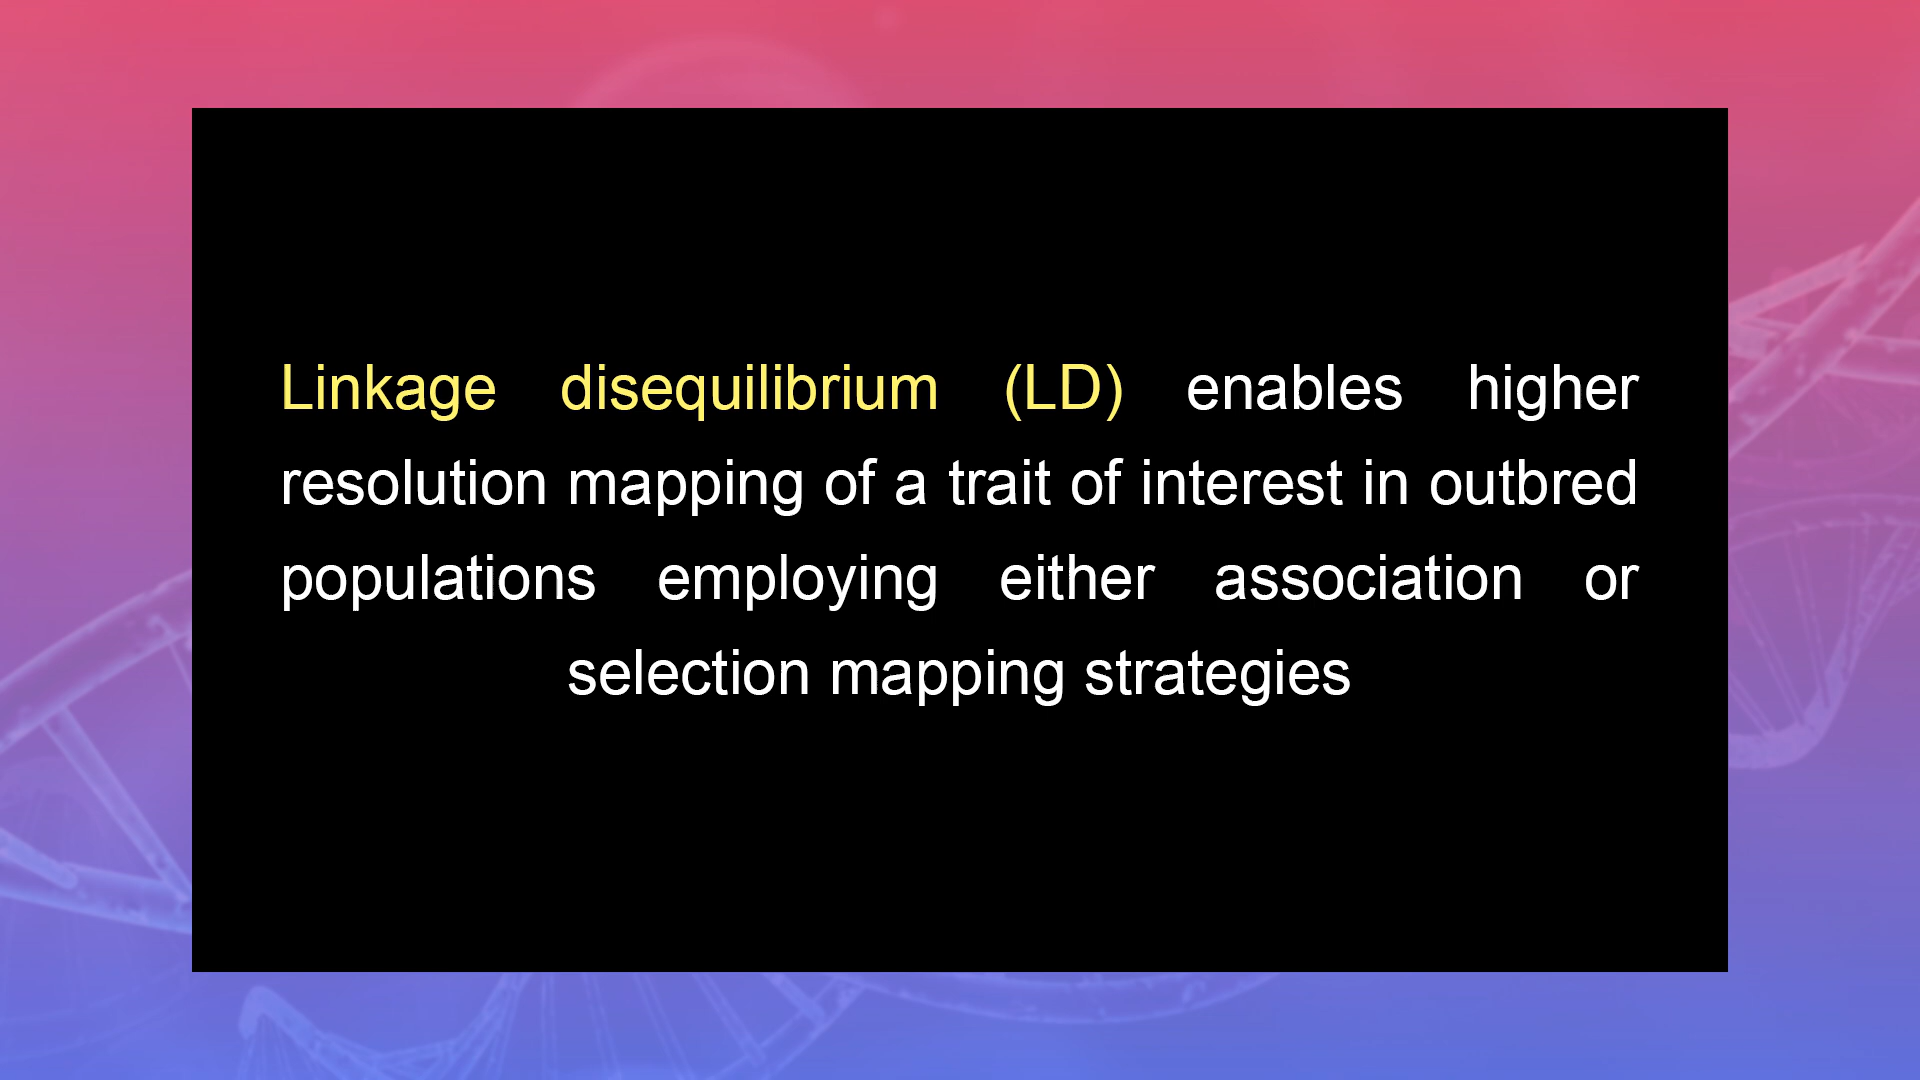 Linkage disequilibrium (LD) enables higher
resolution mapping of a trait of interest in outbred
populations employing either association or
selection mapping strategies